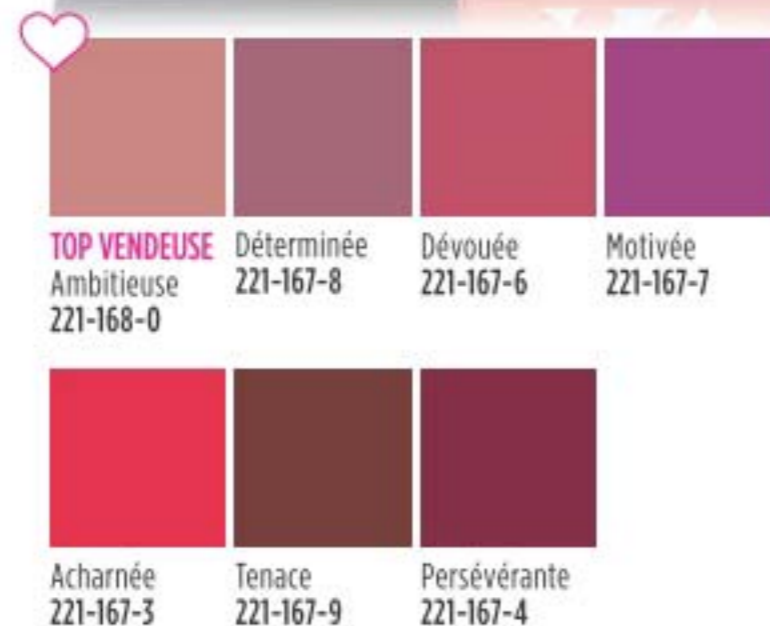 TOP VENDEUSE
Ambitieuse
221-168-0
Déterminée
221-167-8
Dévouée
221-167-6
Motivée
221-167-7
Acharnée
221-167-3
Tenace
221-167-9
Persévérante
221-167-4